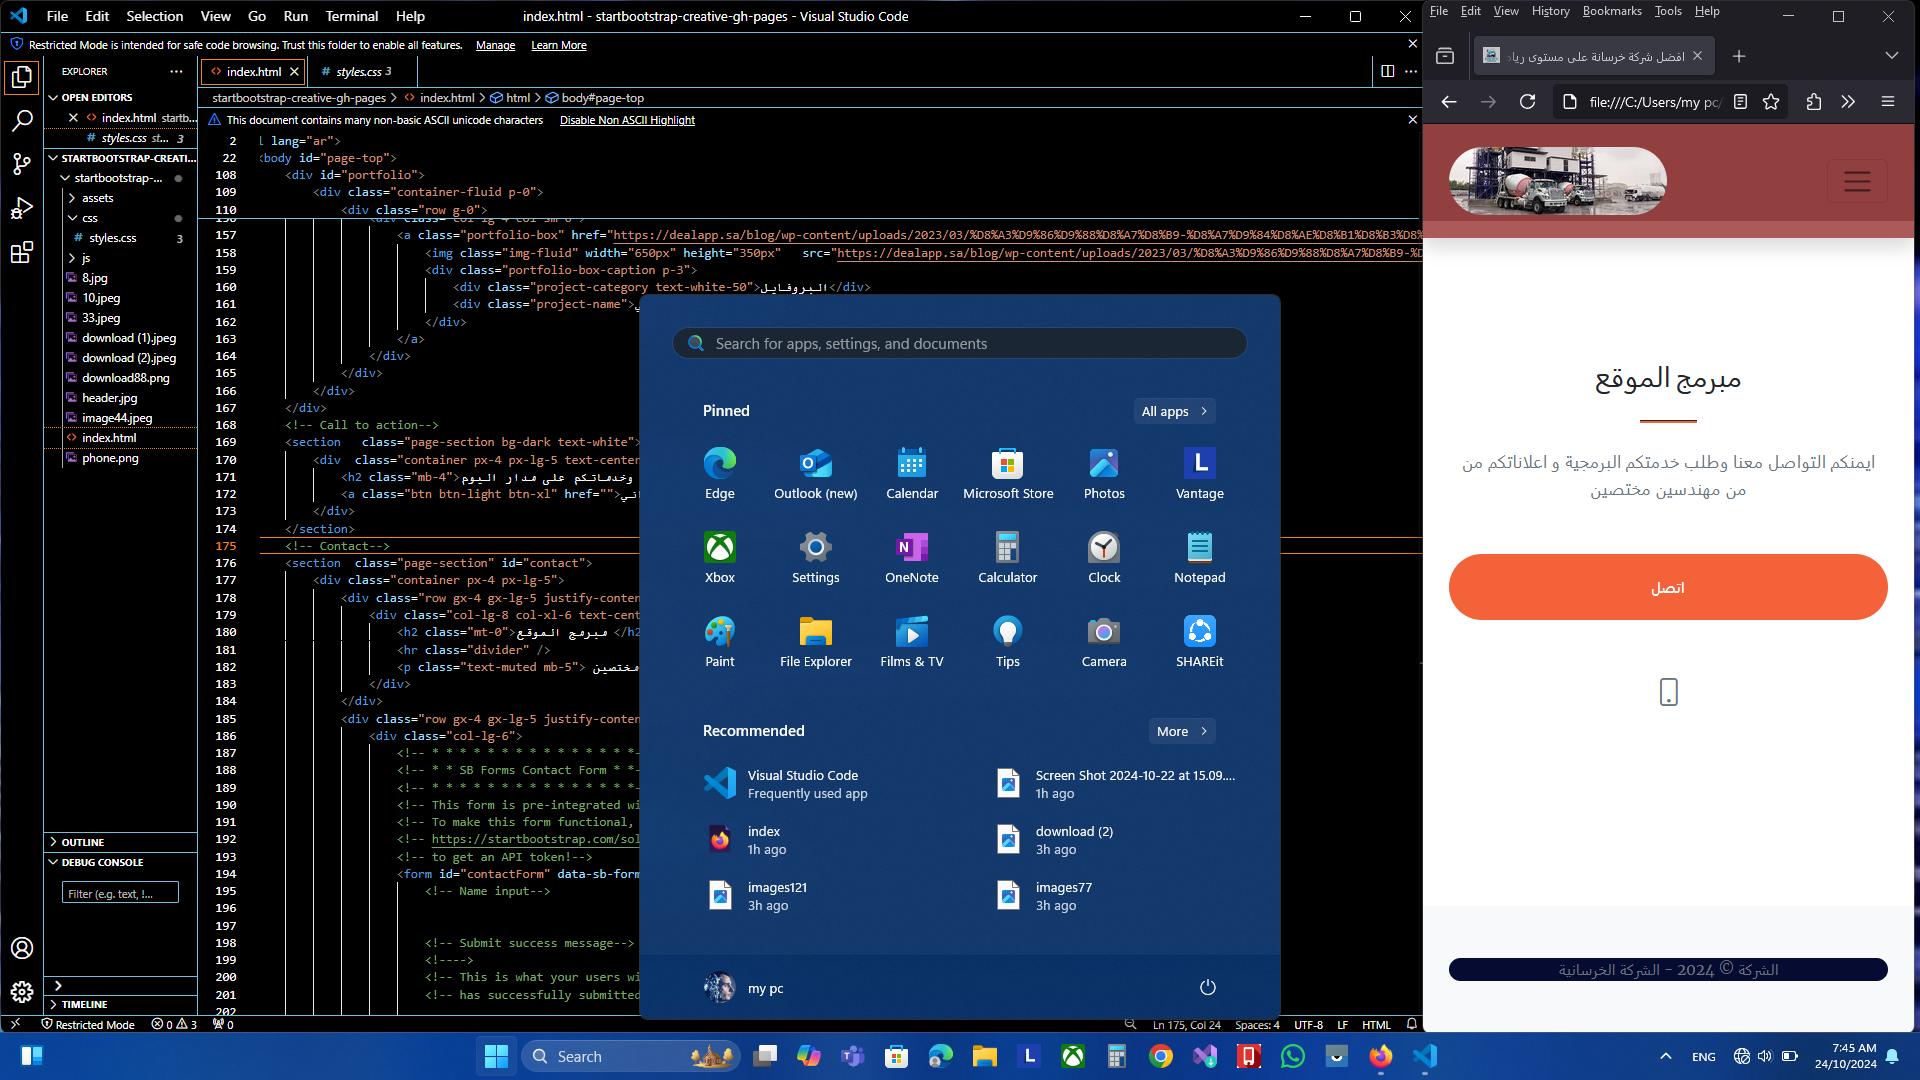 File Edit Selection View Go Run Terminal Help
index.html - startbootstrap-creative-gh-pages - Visual Studio Code
Restricted Mode is intended for safe code browsing. Trust this folder to enable all features. Manage Learn More
EXPLORER
OPEN EDITORS
index.html startb...
# styles.css st... 3
STARTBOOTSTRAP-CREATI...
startbootstrap-...
assets
css
# styles.css 3
js
8.jpg
10.jpeg
33.jpeg
download (1).jpeg
download (2).jpeg
download88.png
header.jpg
image44.jpeg
index.html
phone.png
OUTLINE
DEBUG CONSOLE
Filter (e.g. text, !...
TIMELINE
index.html
# styles.css 3
startbootstrap-creative-gh-pages > index.html > html > body#page-top
This document contains many non-basic ASCII unicode characters Disable Non ASCII Highlight
2 l lang="ar">
22 <body id="page-top">
108 <div id="portfolio">
109 <div class="container-fluid p-0">
110 <div class="row g-0">
157 <a class="portfolio-box" href="https://dealapp.sa/blog/wp-content/uploads/2023/03/%D8%A3%D9%86%D9%88%D8%A7%D8%B9-%D8%A7%D9%84%D8%AE%D8%B1%D8%B3%D8%
158 <img class="img-fluid" width="650px" height="350px" src="https://dealapp.sa/blog/wp-content/uploads/2023/03/%D8%A3%D9%86%D9%88%D8%A7%D8%B9-%D
159 <div class="portfolio-box-caption p-3">
160 <div class="project-category text-white-50">البروفايل</div>
161 <div class="project-name">
162 </div>
163 </a>
164 </div>
165 </div>
166 </div>
167 </div>
168 <!-- Call to action-->
169 <section class="page-section bg-dark text-white">
170 <div class="container px-4 px-lg-5 text-center
171 <h2 class="mb-4">وخدماتكم على مدار اليوم
172 <a class="btn btn-light btn-xl" href="">
173 </div>
174 </section>
175 <!-- Contact-->
176 <section class="page-section" id="contact">
177 <div class="container px-4 px-lg-5">
178 <div class="row gx-4 gx-lg-5 justify-conten
179 <div class="col-lg-8 col-xl-6 text-cent
180 <h2 class="mt-0">مبرمج الموقع </h2
181 <hr class="divider" />
182 <p class="text-muted mb-5"> مختصين
183 </div>
184 </div>
185 <div class="row gx-4 gx-lg-5 justify-conten
186 <div class="col-lg-6">
187 <!-- * * * * * * * * * * * * * * *-
188 <!-- * * SB Forms Contact Form * *-
189 <!-- * * * * * * * * * * * * * * *-
190 <!-- This form is pre-integrated wi
191 <!-- To make this form functional,
192 <!-- https://startbootstrap.com/sol
193 <!-- to get an API token!-->
194 <form id="contactForm" data-sb-form
195 <!-- Name input-->
196
197
198 <!-- Submit success message-->
199 <!---->
200 <!-- This is what your users wi
201 <!-- has successfully submitted
202
Restricted Mode 0 3 0
Ln 175, Col 24 Spaces: 4 UTF-8 LF HTML
Search for apps, settings, and documents
Pinned All apps
Edge Outlook (new) Calendar Microsoft Store Photos Vantage
Xbox Settings OneNote Calculator Clock Notepad
Paint File Explorer Films & TV Tips Camera SHAREit
Recommended More
Visual Studio Code
Frequently used app
Screen Shot 2024-10-22 at 15.09....
1h ago
index
1h ago
download (2)
3h ago
images121
3h ago
images77
3h ago
my pc
File Edit View History Bookmarks Tools Help
افضل شركة خرسانة على مستوى رياد
file:///C:/Users/my pc/
مبرمج الموقع
ايمنكم التواصل معنا وطلب خدمتكم البرمجية و اعلاناتكم من
من مهندسين مختصين
اتصل
الشركة © 2024 - الشركة الخرسانية
Search
ENG
7:45 AM
24/10/2024